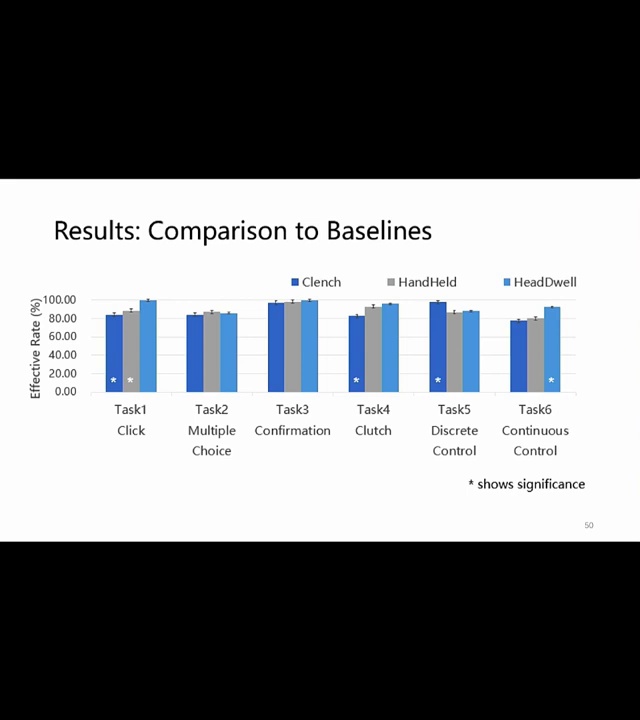 Results: Comparison to Baselines
Clench HandHeld HeadDwell
Effective Rate (%)
100.00
80.00
60.00
40.00
20.00
0.00
* * * * *
Task1 Task2 Task3 Task4 Task5 Task6
Click Multiple Confirmation Clutch Discrete Continuous
Choice Control Control
* shows significance
50